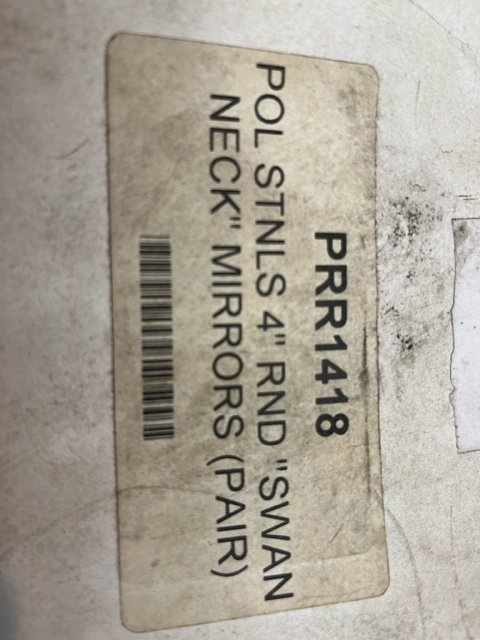 PRR1418
POL STNLS 4" RND "SWAN
NECK" MIRRORS (PAIR)